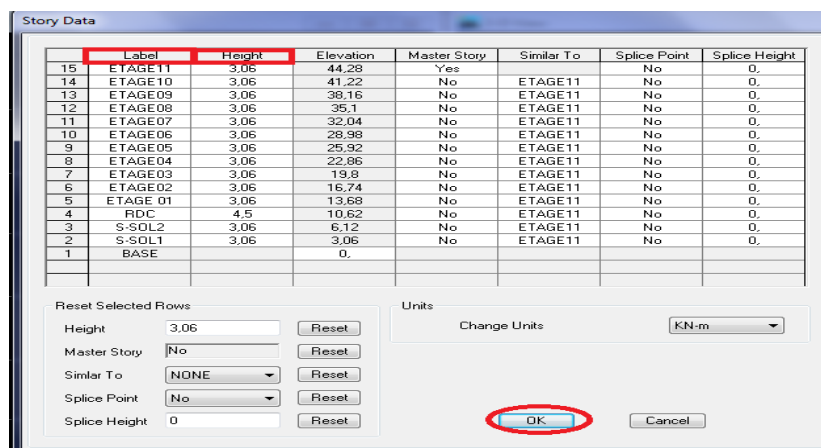 Story Data
Label Height Elevation Master Story Similar To Splice Point Splice Height
15 ETAGE11 3,06 44,28 Yes No 0,
14 ETAGE10 3,06 41,22 No ETAGE11 No 0,
13 ETAGE09 3,06 38,16 No ETAGE11 No 0,
12 ETAGE08 3,06 35,1 No ETAGE11 No 0,
11 ETAGE07 3,06 32,04 No ETAGE11 No 0,
10 ETAGE06 3,06 28,98 No ETAGE11 No 0,
9 ETAGE05 3,06 25,92 No ETAGE11 No 0,
8 ETAGE04 3,06 22,86 No ETAGE11 No 0,
7 ETAGE03 3,06 19,8 No ETAGE11 No 0,
6 ETAGE02 3,06 16,74 No ETAGE11 No 0,
5 ETAGE 01 3,06 13,68 No ETAGE11 No 0,
4 RDC 4,5 10,62 No ETAGE11 No 0,
3 S-SOL2 3,06 6,12 No ETAGE11 No 0,
2 S-SOL1 3,06 3,06 No ETAGE11 No 0,
1 BASE 0,
Reset Selected Rows
Height 3,06 Reset
Master Story No Reset
Simlar To NONE Reset
Splice Point No Reset
Splice Height 0 Reset
Units
Change Units KN-m
OK Cancel